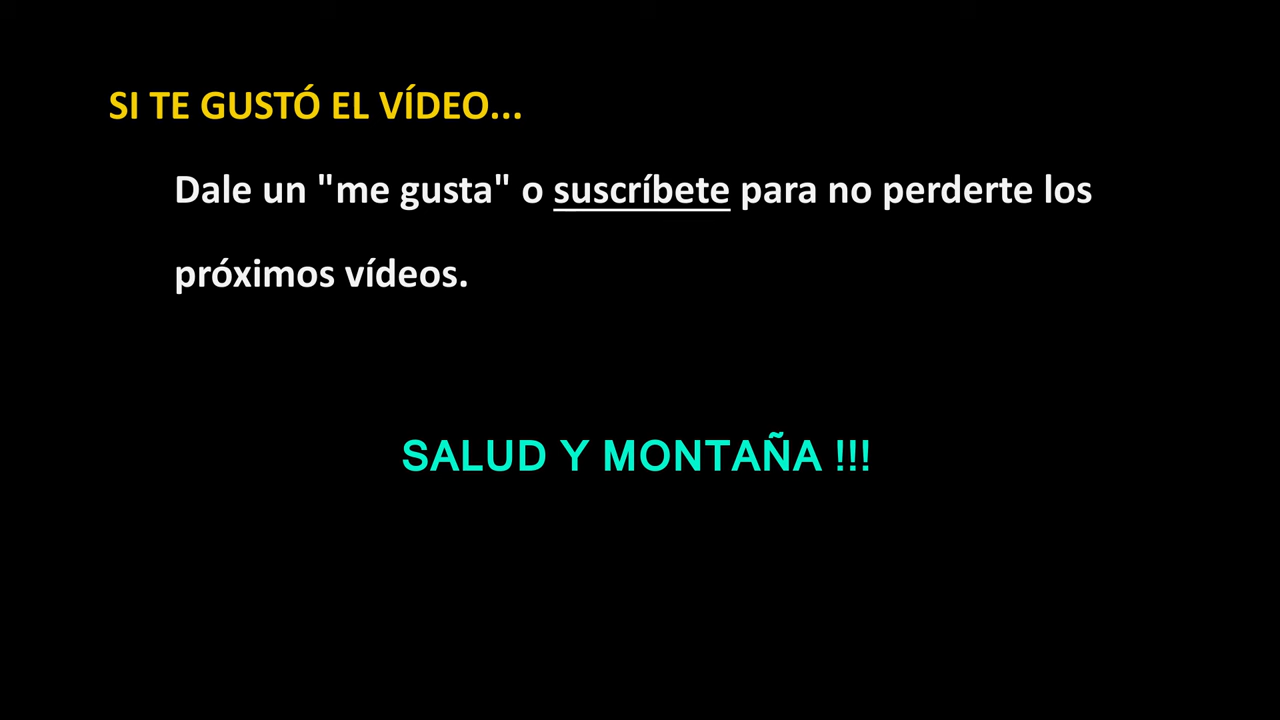 SI TE GUSTÓ EL VÍDEO...
Dale un "me gusta" o suscríbete para no perderte los
próximos vídeos.
SALUD Y MONTAÑA !!!